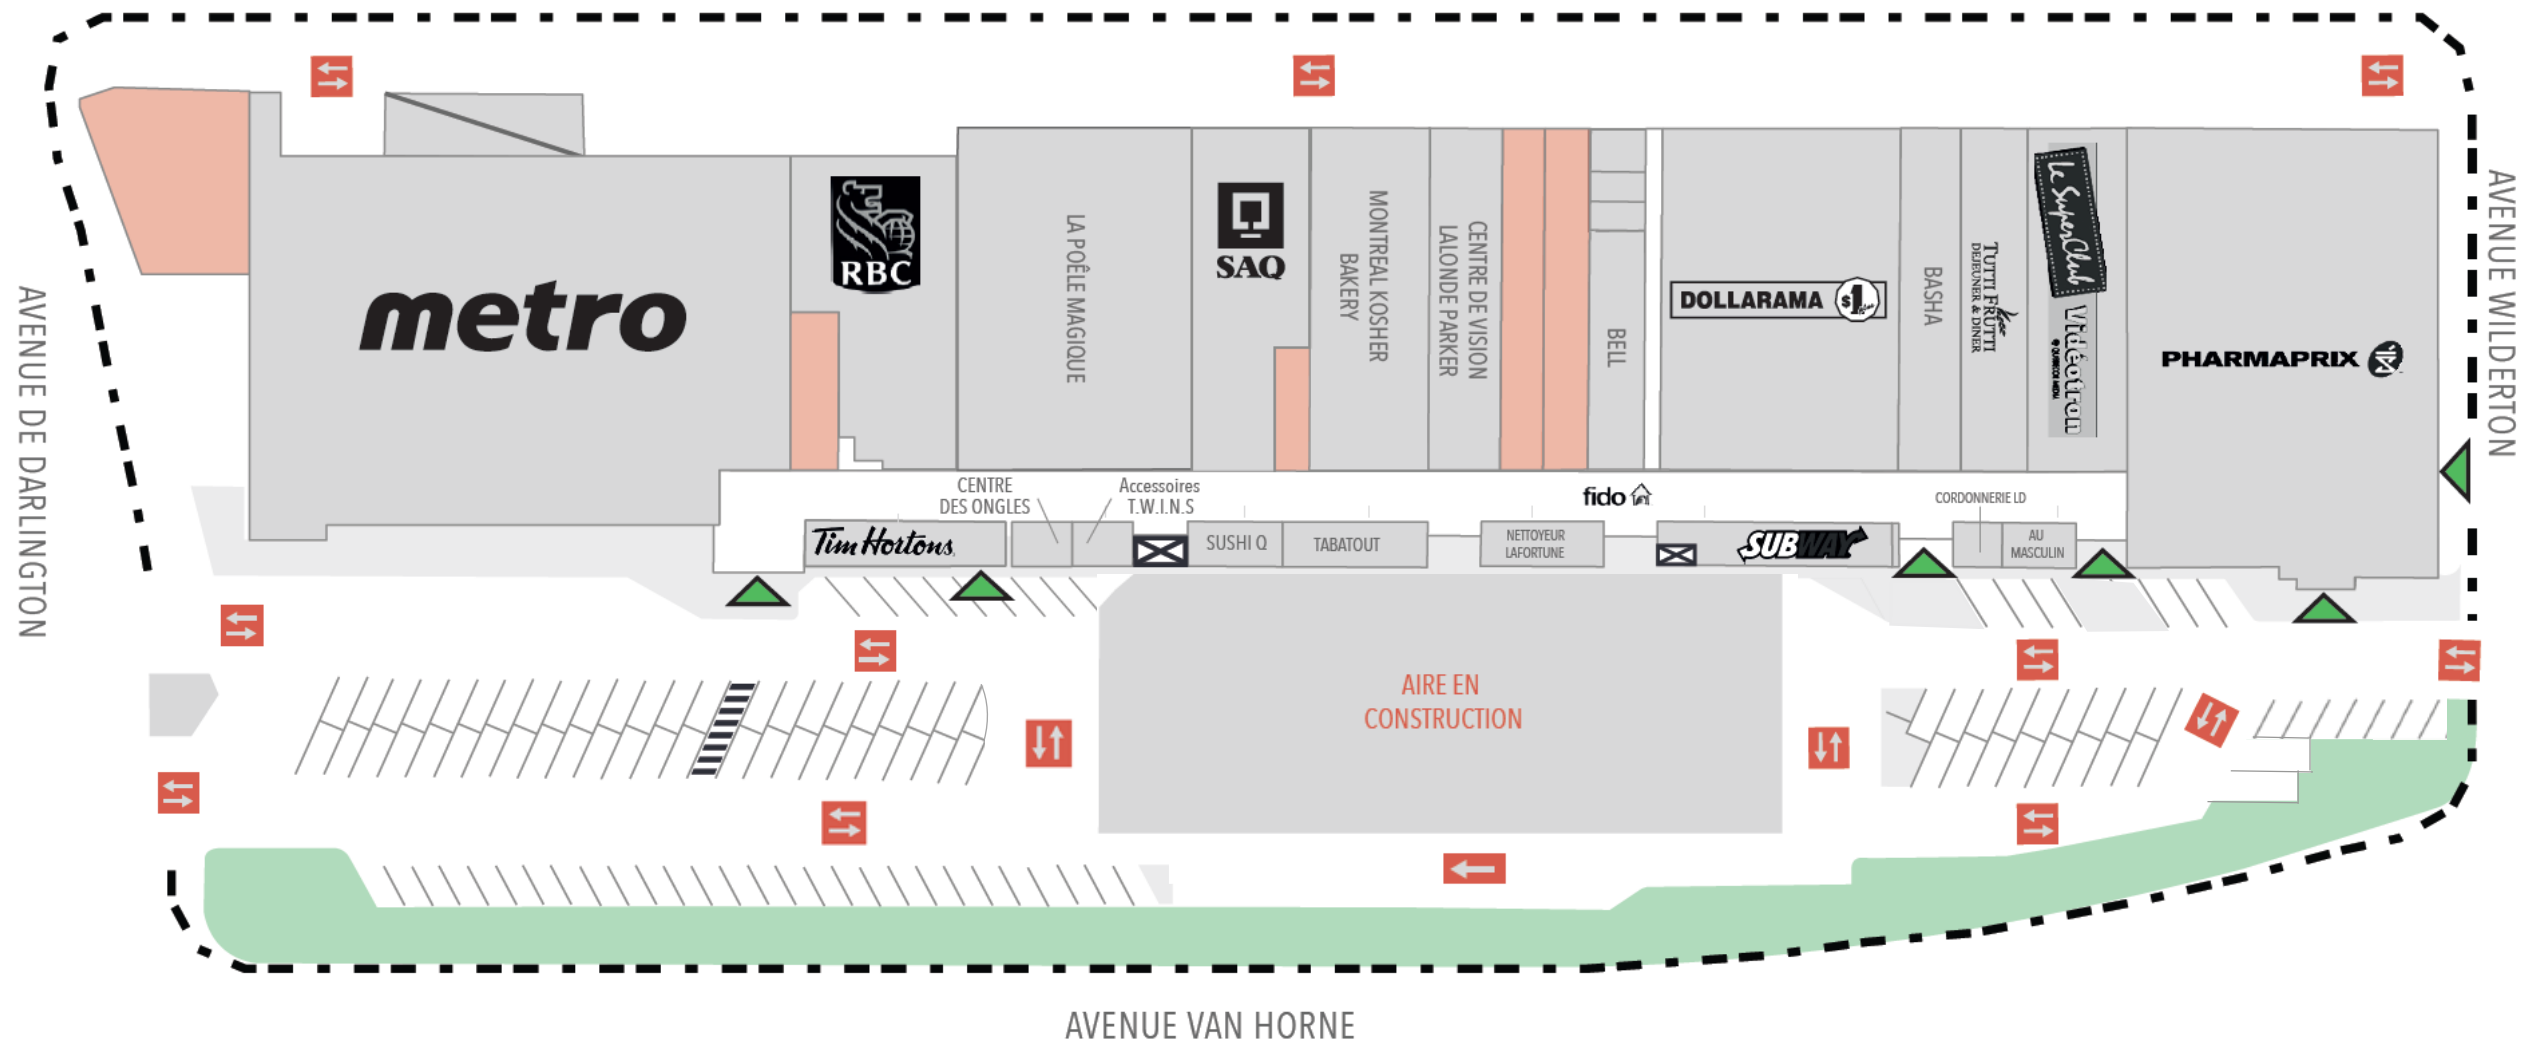 metro
RBC
LA POÊLE MAGIQUE
SAQ
MONTREAL KOSHER
BAKERY
CENTRE DE VISION
LALONDE PARKER
BELL
DOLLARAMA $1
BASHA
TUTTI FRUTTI
DEJEUNER & DINER
Le SuperClub
Vidéotron
PHARMAPRIX
CENTRE
DES ONGLES
Accessoires
T.W.I.N.S
fido
CORDONNERIE LD
Tim Hortons
SUSHI Q
TABATOUT
NETTOYEUR
LAFORTUNE
SUBWAY
AU
MASCULIN
AIRE EN
CONSTRUCTION
AVENUE DE DARLINGTON
AVENUE WILDERTON
AVENUE VAN HORNE